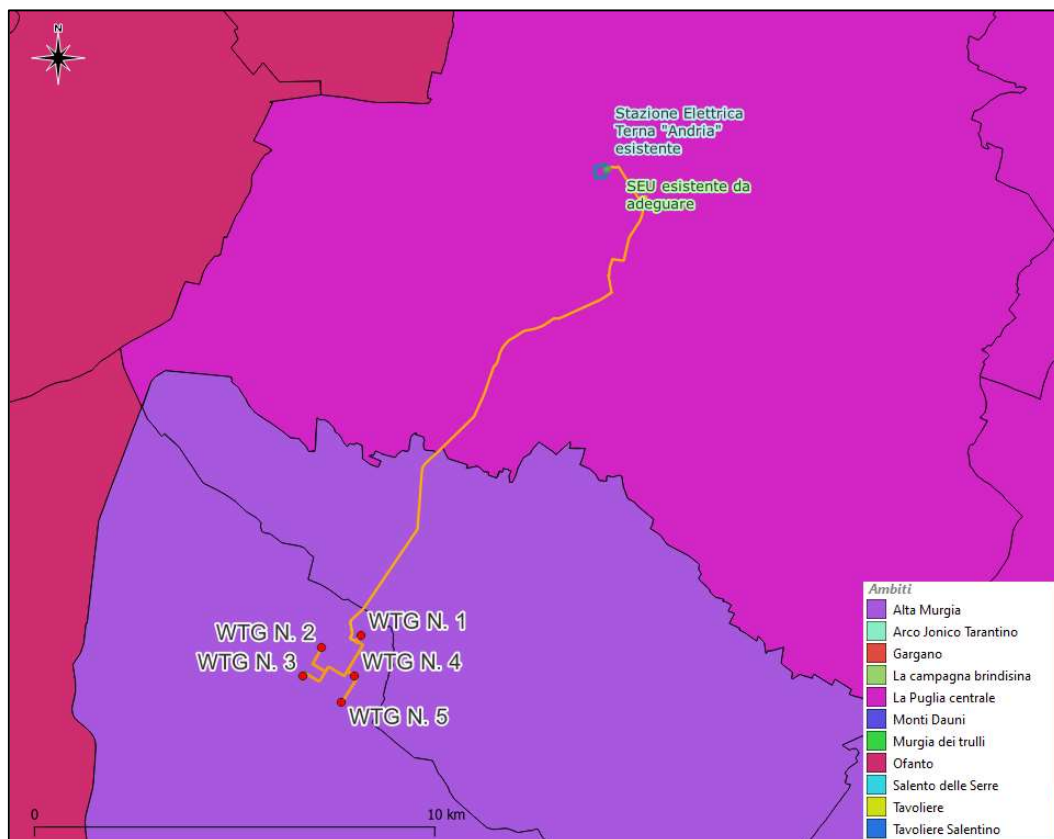 N
Stazione Elettrica
Terna "Andria"
esistente
SEU esistente da
adeguare
WTG N. 1
WTG N. 2
WTG N. 3
WTG N. 4
WTG N. 5
0
10 km
Ambiti
Alta Murgia
Arco Jonico Tarantino
Gargano
La campagna brindisina
La Puglia centrale
Monti Dauni
Murgia dei trulli
Ofanto
Salento delle Serre
Tavoliere
Tavoliere Salentino